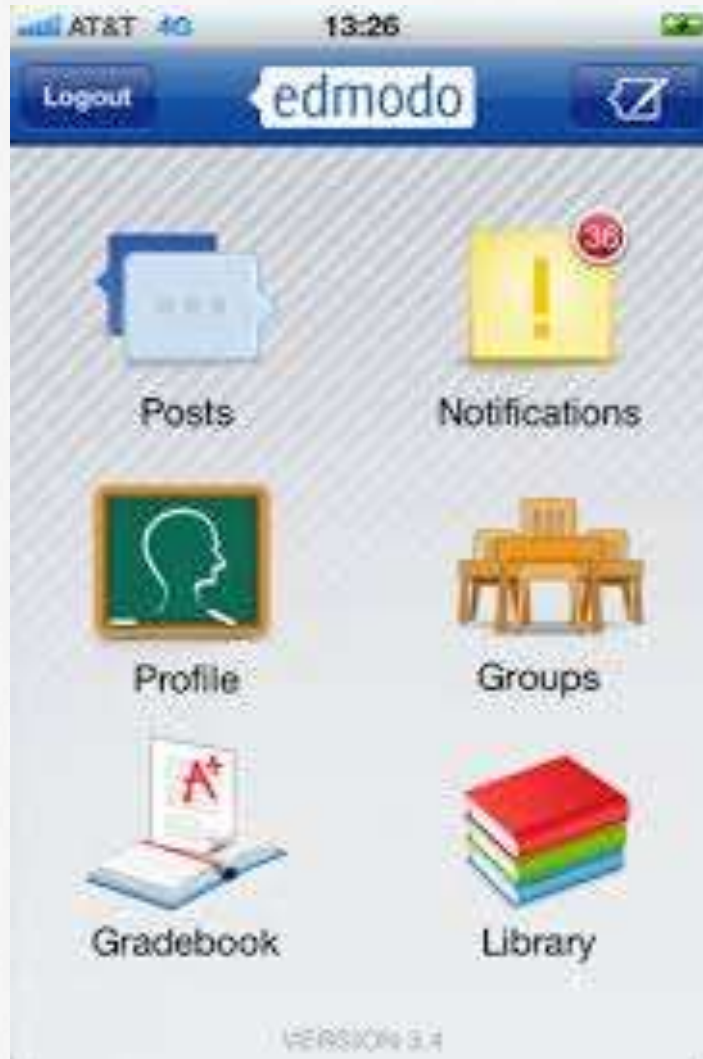 AT&T 4G 13:26
Logout edmodo
36
Posts Notifications
Profile Groups
A+
Gradebook Library
VERSION 3.4